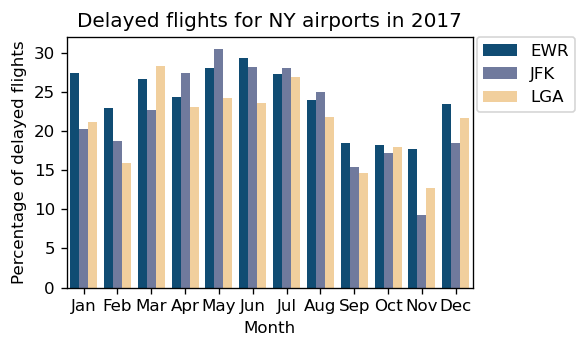 Delayed flights for NY airports in 2017
EWR
JFK
LGA
Percentage of delayed flights
30
25
20
15
10
5
0
Jan Feb Mar Apr May Jun Jul Aug Sep Oct Nov Dec
Month